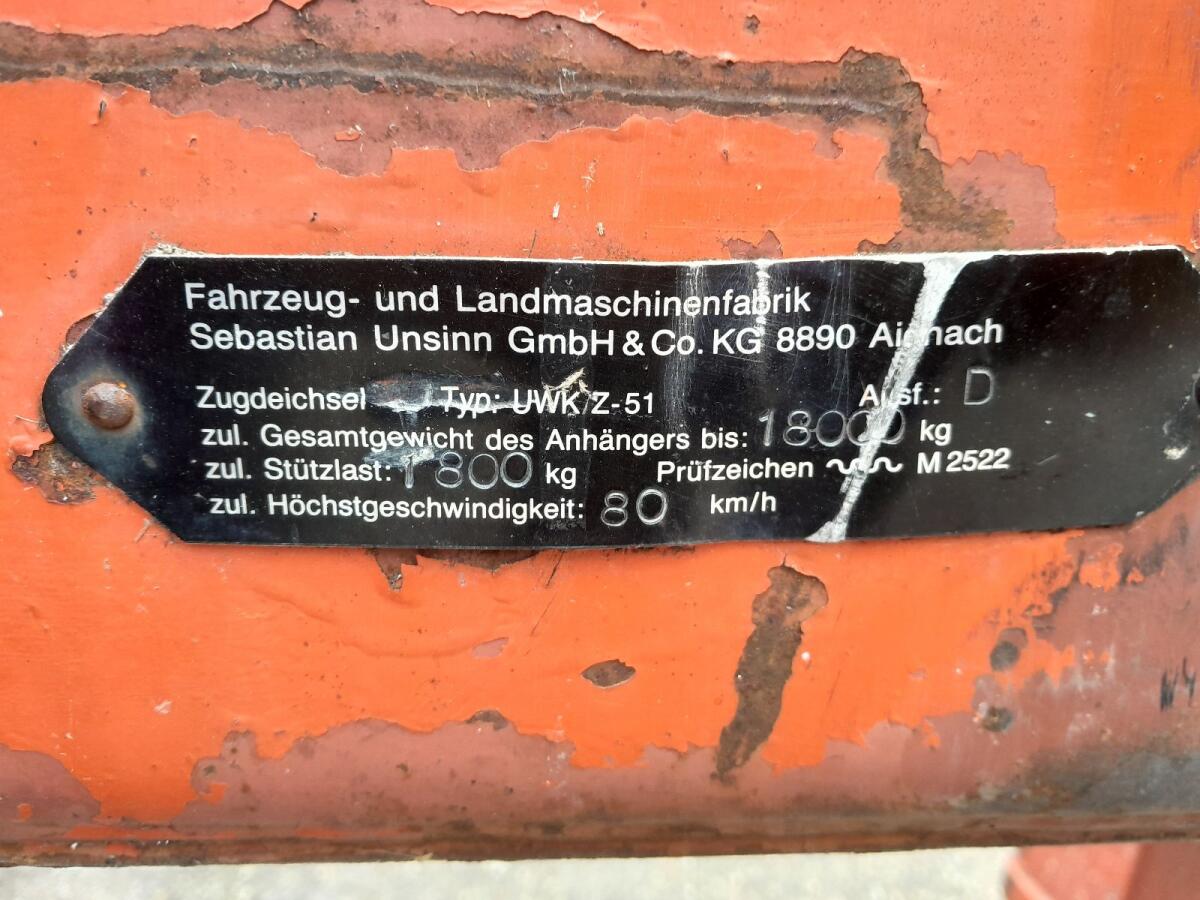 Fahrzeug- und Landmaschinenfabrik
Sebastian Unsinn GmbH & Co. KG 8890 Aichach
Zugdeichsel Typ: UWK/Z-51 Ausf.: D
zul. Gesamtgewicht des Anhängers bis: 18000 kg
zul. Stützlast: 1800 kg Prüfzeichen M 2522
zul. Höchstgeschwindigkeit: 80 km/h